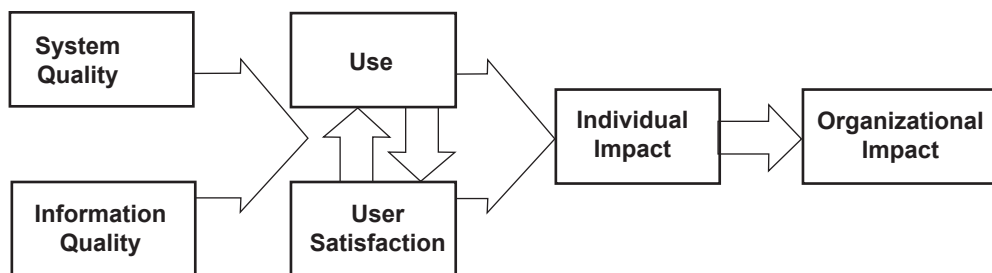 System
Quality
Use
Individual
Impact
Organizational
Impact
Information
Quality
User
Satisfaction